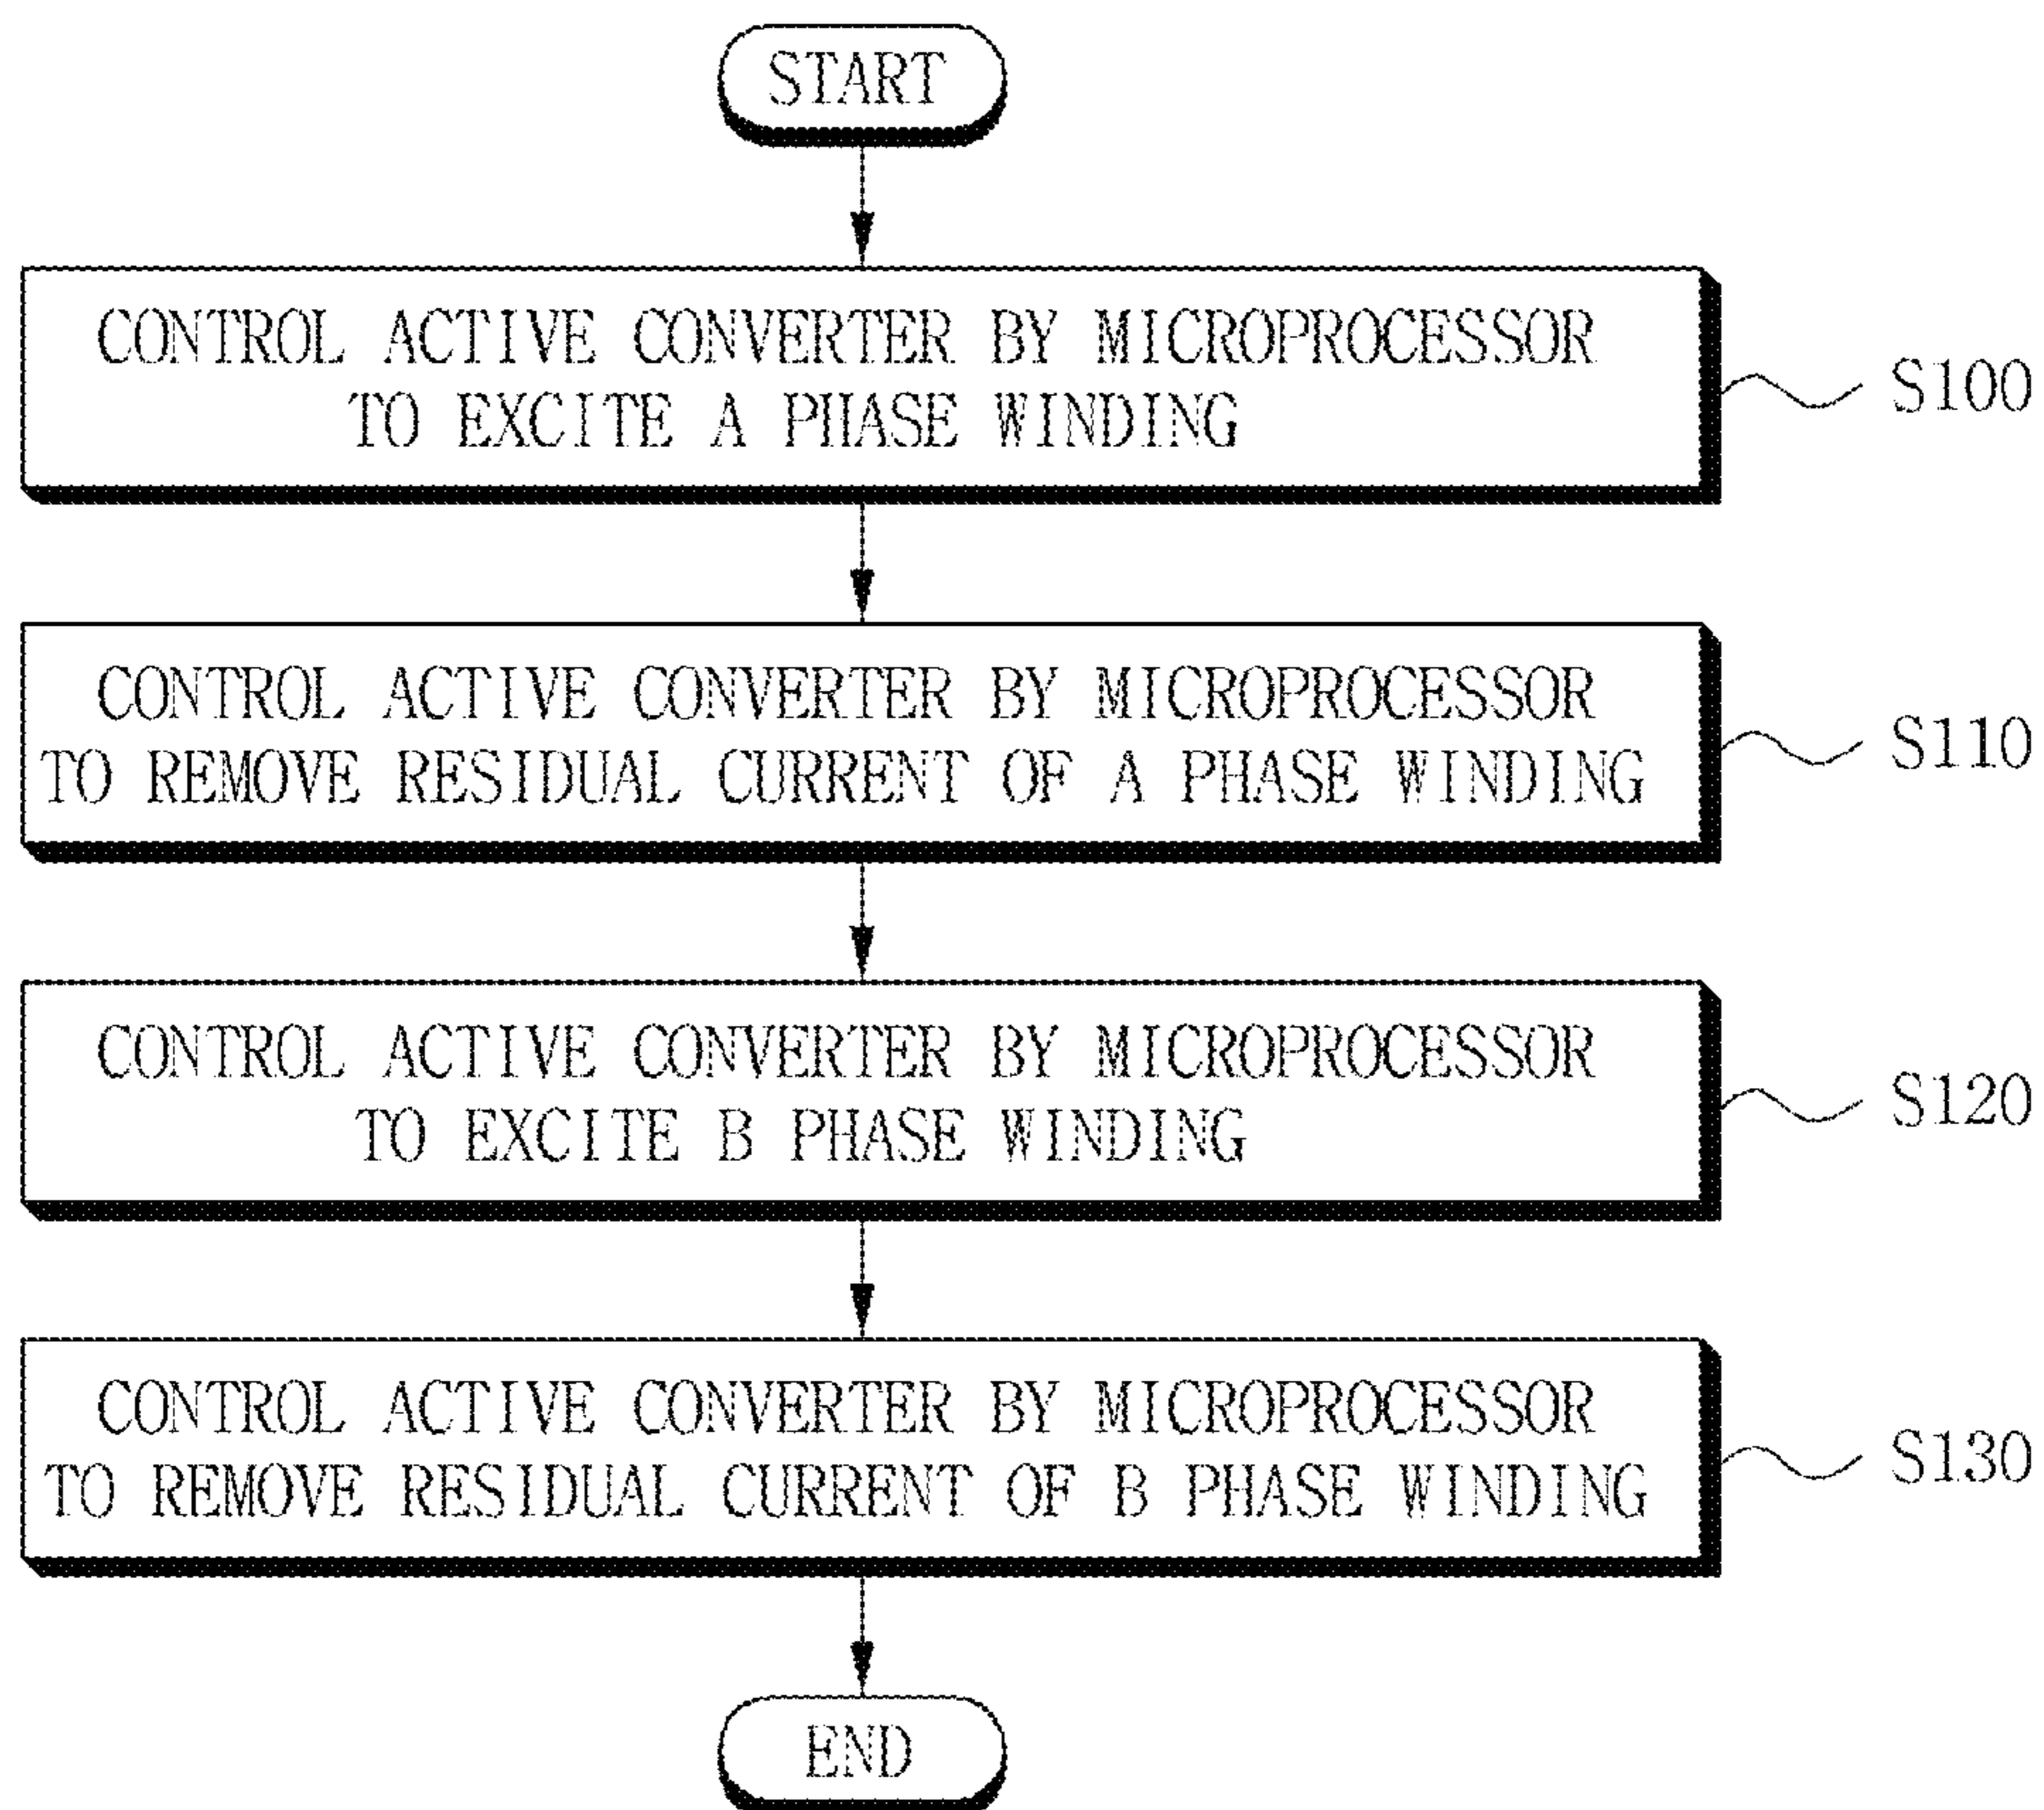 START
CONTROL ACTIVE CONVERTER BY MICROPROCESSOR
TO EXCITE A PHASE WINDING
S100
CONTROL ACTIVE CONVERTER BY MICROPROCESSOR
TO REMOVE RESIDUAL CURRENT OF A PHASE WINDING
S110
CONTROL ACTIVE CONVERTER BY MICROPROCESSOR
TO EXCITE B PHASE WINDING
S120
CONTROL ACTIVE CONVERTER BY MICROPROCESSOR
TO REMOVE RESIDUAL CURRENT OF B PHASE WINDING
S130
END